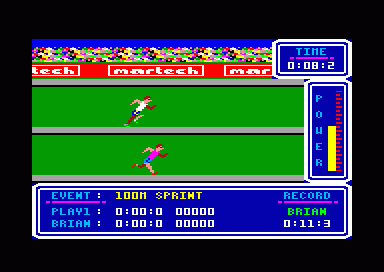 TIME
0:08:2
tech martech mar
POWER
EVENT : 100M SPRINT RECORD
PLAY1 : 0:00:0 00000 BRIAN
BRIAN : 0:00:0 00000 0:11:3